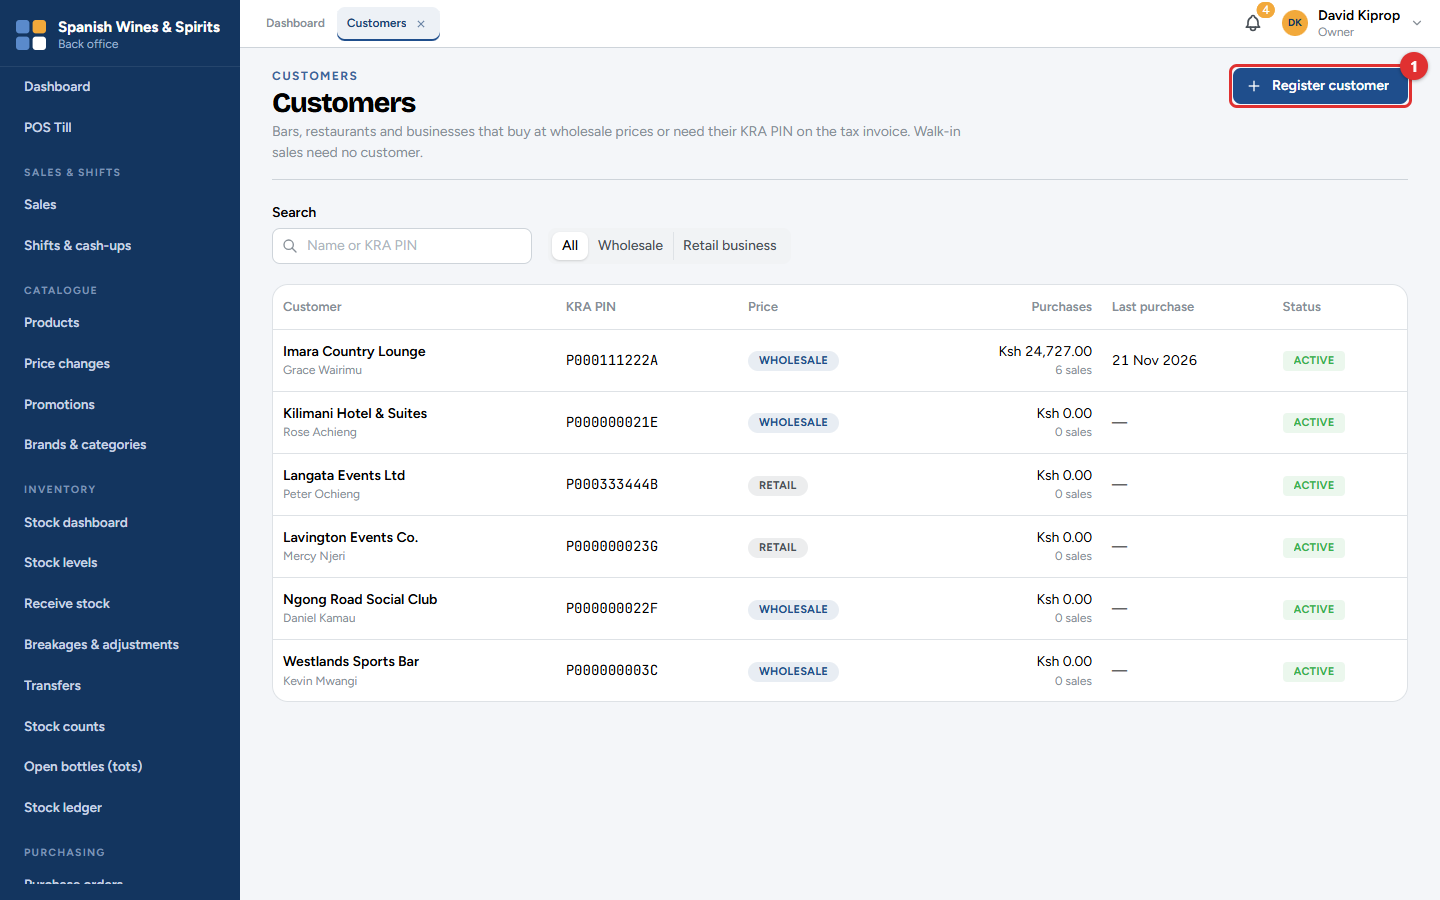 Spanish Wines & Spirits
Back office
Dashboard
POS Till
SALES & SHIFTS
Sales
Shifts & cash-ups
CATALOGUE
Products
Price changes
Promotions
Brands & categories
INVENTORY
Stock dashboard
Stock levels
Receive stock
Breakages & adjustments
Transfers
Stock counts
Open bottles (tots)
Stock ledger
PURCHASING
Purchase orders
Dashboard
Customers ×
4
DK
David Kiprop
Owner
CUSTOMERS
Customers
Bars, restaurants and businesses that buy at wholesale prices or need their KRA PIN on the tax invoice. Walk-in
sales need no customer.
+ Register customer
1
Search
Name or KRA PIN
All Wholesale Retail business
Customer KRA PIN Price Purchases Last purchase Status
Imara Country Lounge P000111222A WHOLESALE Ksh 24,727.00 21 Nov 2026 ACTIVE
Grace Wairimu 6 sales
Kilimani Hotel & Suites P000000021E WHOLESALE Ksh 0.00 — ACTIVE
Rose Achieng 0 sales
Langata Events Ltd P000333444B RETAIL Ksh 0.00 — ACTIVE
Peter Ochieng 0 sales
Lavington Events Co. P000000023G RETAIL Ksh 0.00 — ACTIVE
Mercy Njeri 0 sales
Ngong Road Social Club P000000022F WHOLESALE Ksh 0.00 — ACTIVE
Daniel Kamau 0 sales
Westlands Sports Bar P000000003C WHOLESALE Ksh 0.00 — ACTIVE
Kevin Mwangi 0 sales